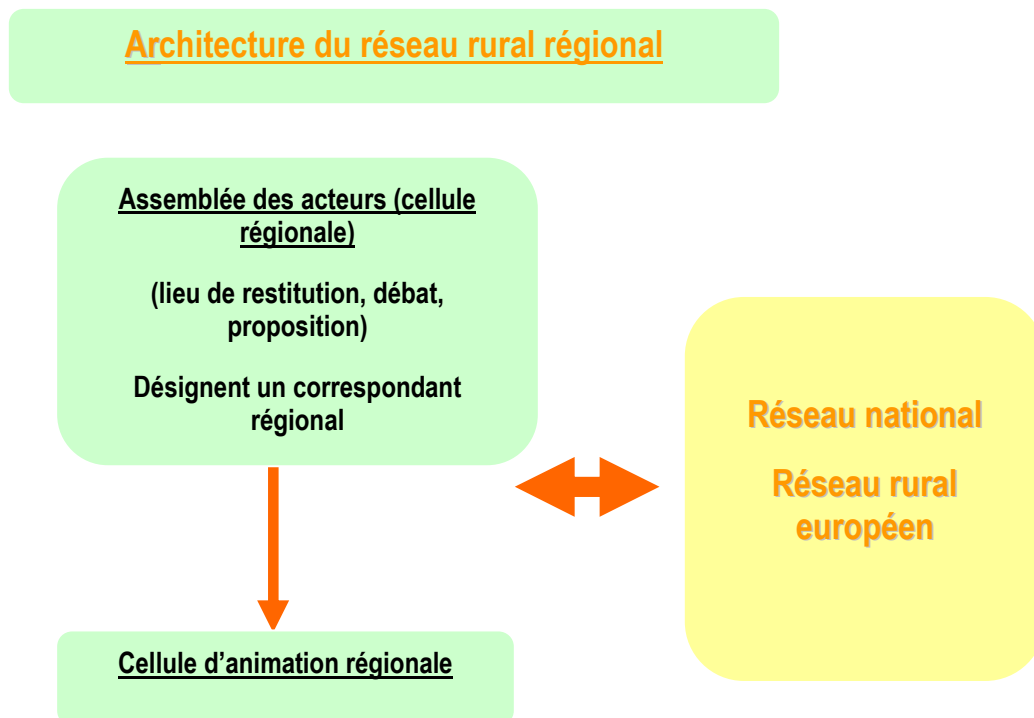 Architecture du réseau rural régional
Assemblée des acteurs (cellule
régionale)
(lieu de restitution, débat,
proposition)
Désignent un correspondant
régional
Réseau national
Réseau rural
européen
Cellule d’animation régionale